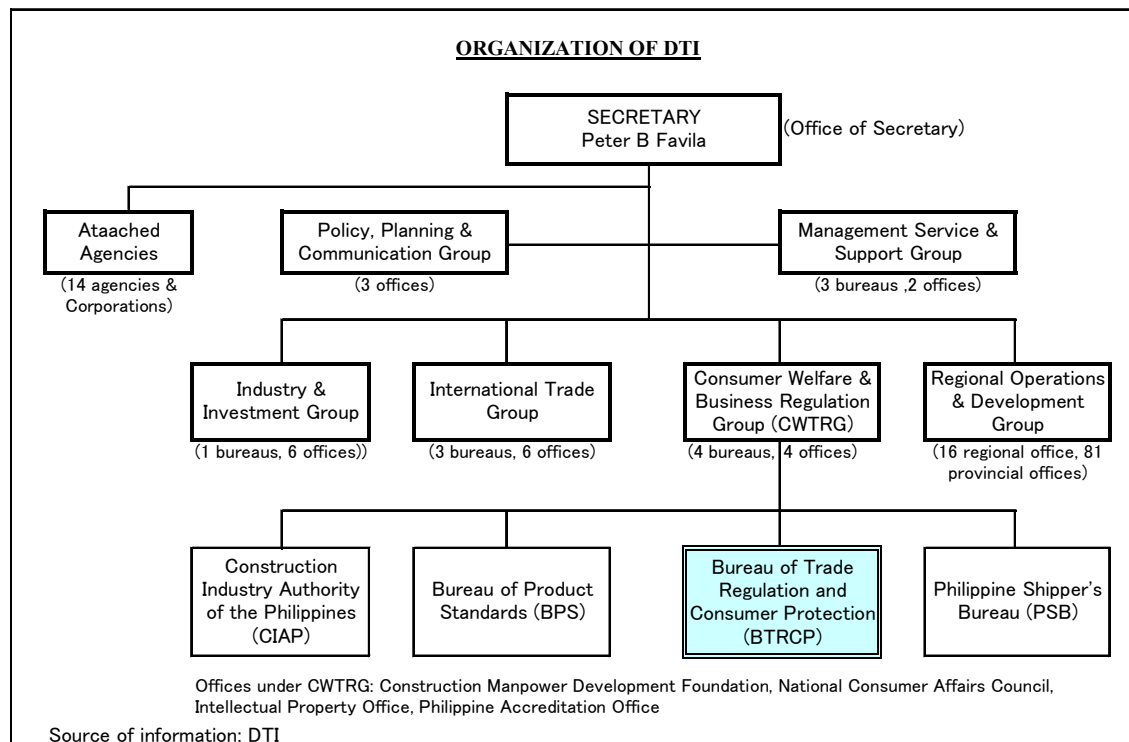 ORGANIZATION OF DTI
SECRETARY
Peter B Favila
(Office of Secretary)
Ataached
Agencies
(14 agencies &
Corporations)
Policy, Planning &
Communication Group
(3 offices)
Management Service &
Support Group
(3 bureaus ,2 offices)
Industry &
Investment Group
(1 bureaus, 6 offices))
International Trade
Group
(3 bureaus, 6 offices)
Consumer Welfare &
Business Regulation
Group (CWTRG)
(4 bureaus, 4 offices)
Regional Operations
& Development
Group
(16 regional office, 81
provincial offices)
Construction
Industry Authority
of the Philippines
(CIAP)
Bureau of Product
Standards (BPS)
Bureau of Trade
Regulation and
Consumer Protection
(BTRCP)
Philippine Shipper's
Bureau (PSB)
Offices under CWTRG: Construction Manpower Development Foundation, National Consumer Affairs Council,
Intellectual Property Office, Philippine Accreditation Office
Source of information: DTI